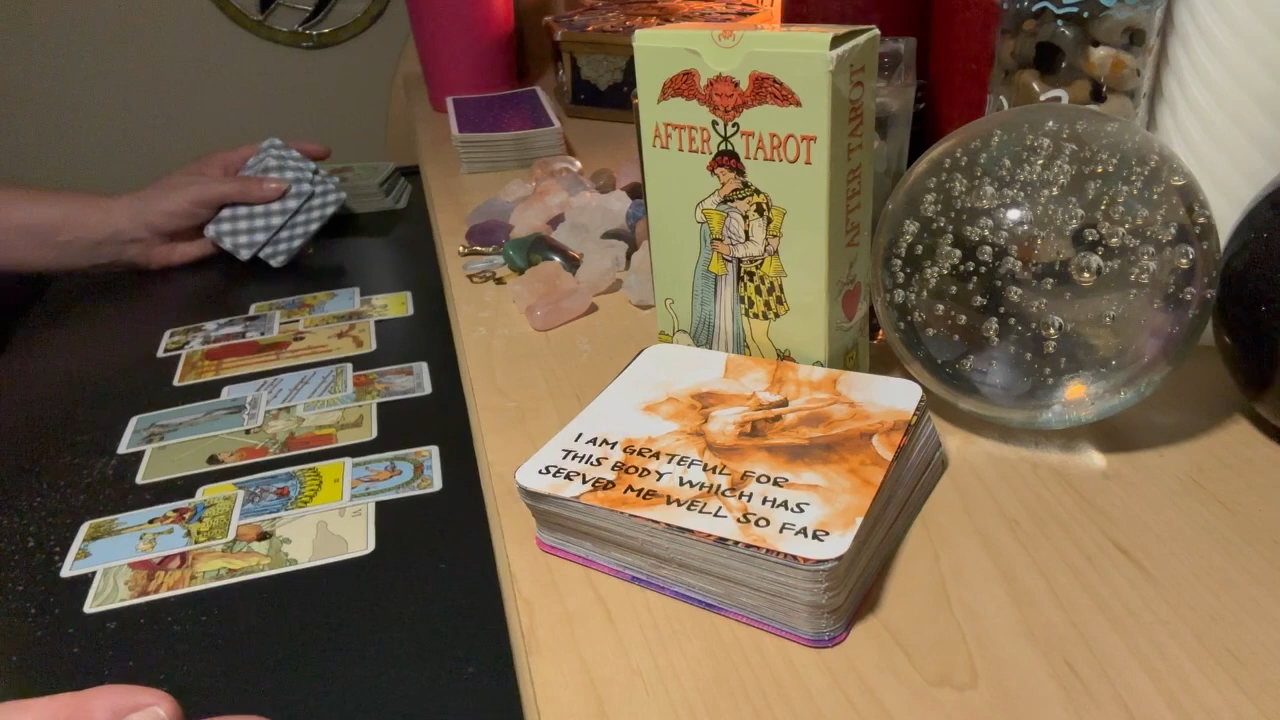 AFTER TAROT
AFTER TAROT
I AM GRATEFUL FOR
THIS BODY WHICH HAS
SERVED ME WELL SO FAR